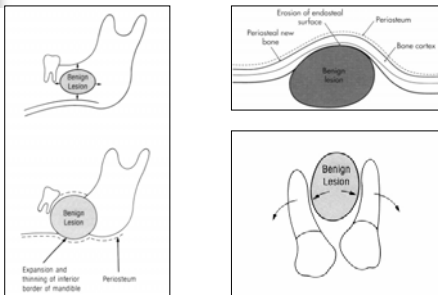 Benign
Lesion
Benign
Lesion
Expansion and
thinning of inferior
border of mandible
Periosteum
Erosion of endosteal
surface
Periosteum
Periosteal new
bone
Bone cortex
Benign
lesion
Benign
Lesion